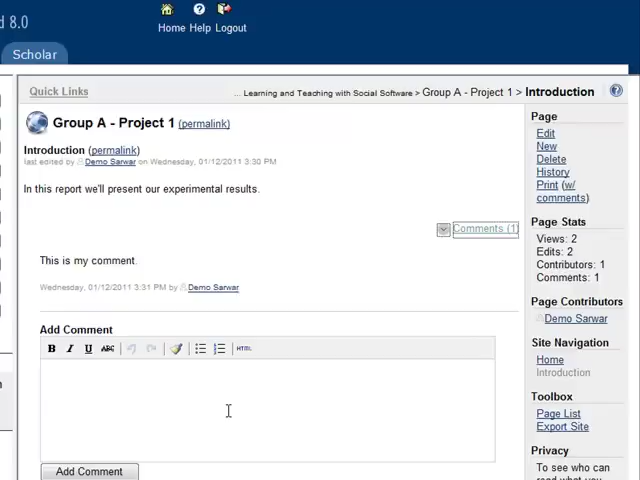 d 8.0
Home Help Logout
Scholar
Quick Links
... Learning and Teaching with Social Software > Group A - Project 1 > Introduction
Group A - Project 1 (permalink)
Introduction (permalink)
last edited by Demo Sarwar on Wednesday, 01/12/2011 3:30 PM
In this report we'll present our experimental results.
Comments (1)
This is my comment.
Wednesday, 01/12/2011 3:31 PM by Demo Sarwar
Add Comment
B I U ABC HTML
Add Comment
Page
Edit
New
Delete
History
Print (w/
comments)
Page Stats
Views: 2
Edits: 2
Contributors: 1
Comments: 1
Page Contributors
Demo Sarwar
Site Navigation
Home
Introduction
Toolbox
Page List
Export Site
Privacy
To see who can